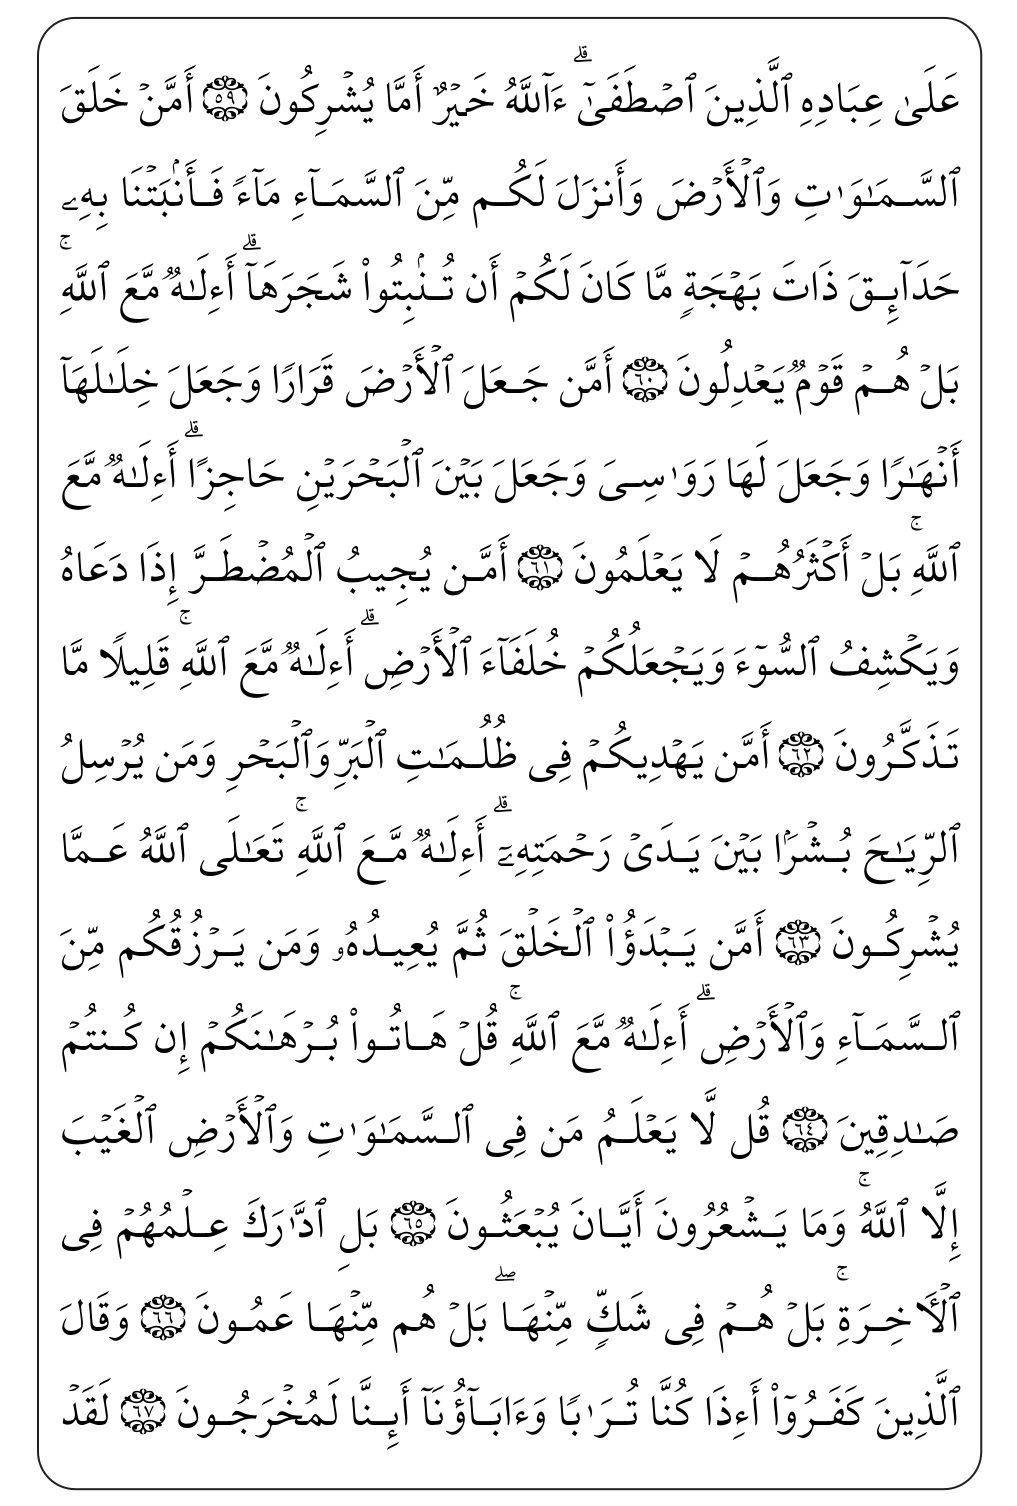 عَلَىٰ عِبَادِهِ ٱلَّذِينَ ٱصۡطَفَىٰٓۗ ءَآللَّهُ خَيۡرٌ أَمَّا يُشۡرِكُونَ ۝٥٩ أَمَّنۡ خَلَقَ
ٱلسَّمَـٰوَٰتِ وَٱلۡأَرۡضَ وَأَنزَلَ لَكُم مِّنَ ٱلسَّمَآءِ مَآءً فَأَنۢبَتۡنَا بِهِۦ
حَدَآئِقَ ذَاتَ بَهۡجَةٍ مَّا كَانَ لَكُمۡ أَن تُنۢبِتُواْ شَجَرَهَآۗ أَءِلَـٰهٌ مَّعَ ٱللَّهِۚ
بَلۡ هُمۡ قَوۡمٌ يَعۡدِلُونَ ۝٦٠ أَمَّن جَعَلَ ٱلۡأَرۡضَ قَرَارًا وَجَعَلَ خِلَـٰلَهَآ
أَنۡهَـٰرًا وَجَعَلَ لَهَا رَوَٰسِىَ وَجَعَلَ بَيۡنَ ٱلۡبَحۡرَيۡنِ حَاجِزًاۗ أَءِلَـٰهٌ مَّعَ
ٱللَّهِۚ بَلۡ أَكۡثَرُهُمۡ لَا يَعۡلَمُونَ ۝٦١ أَمَّن يُجِيبُ ٱلۡمُضۡطَرَّ إِذَا دَعَاهُ
وَيَكۡشِفُ ٱلسُّوٓءَ وَيَجۡعَلُكُمۡ خُلَفَآءَ ٱلۡأَرۡضِۗ أَءِلَـٰهٌ مَّعَ ٱللَّهِۚ قَلِيلًا مَّا
تَذَكَّرُونَ ۝٦٢ أَمَّن يَهۡدِيكُمۡ فِى ظُلُمَـٰتِ ٱلۡبَرِّ وَٱلۡبَحۡرِ وَمَن يُرۡسِلُ
ٱلرِّيَـٰحَ بُشۡرَۢا بَيۡنَ يَدَىۡ رَحۡمَتِهِۦٓۗ أَءِلَـٰهٌ مَّعَ ٱللَّهِۚ تَعَـٰلَى ٱللَّهُ عَمَّا
يُشۡرِكُونَ ۝٦٣ أَمَّن يَبۡدَؤُاْ ٱلۡخَلۡقَ ثُمَّ يُعِيدُهُۥ وَمَن يَرۡزُقُكُم مِّنَ
ٱلسَّمَآءِ وَٱلۡأَرۡضِۗ أَءِلَـٰهٌ مَّعَ ٱللَّهِۚ قُلۡ هَاتُواْ بُرۡهَـٰنَكُمۡ إِن كُنتُمۡ
صَـٰدِقِينَ ۝٦٤ قُل لَّا يَعۡلَمُ مَن فِى ٱلسَّمَـٰوَٰتِ وَٱلۡأَرۡضِ ٱلۡغَيۡبَ
إِلَّا ٱللَّهُۚ وَمَا يَشۡعُرُونَ أَيَّانَ يُبۡعَثُونَ ۝٦٥ بَلِ ٱدَّٰرَكَ عِلۡمُهُمۡ فِى
ٱلۡأَخِرَةِۚ بَلۡ هُمۡ فِى شَكٍّ مِّنۡهَاۖ بَلۡ هُم مِّنۡهَا عَمُونَ ۝٦٦ وَقَالَ
ٱلَّذِينَ كَفَرُوٓاْ أَءِذَا كُنَّا تُرَٰبًا وَءَابَآؤُنَآ أَئِنَّا لَمُخۡرَجُونَ ۝٦٧ لَقَدۡ